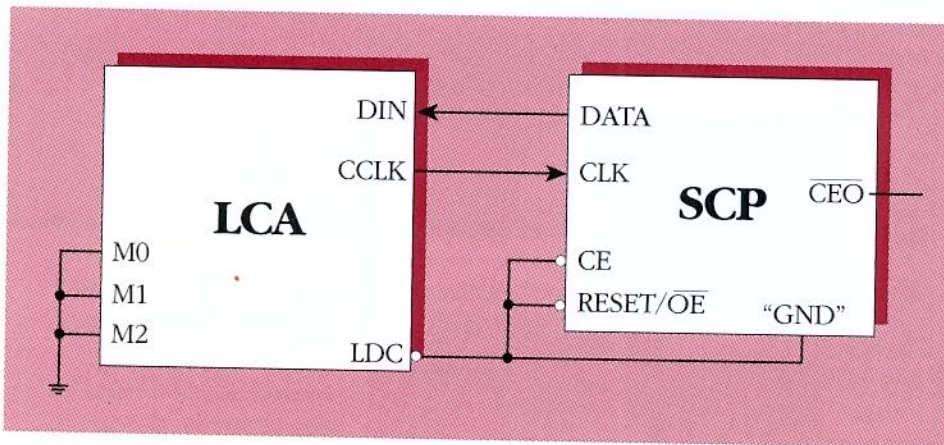 DIN
CCLK
LCA
M0
M1
M2
LDC
DATA
CLK
SCP
CEO
CE
RESET/OE
“GND”